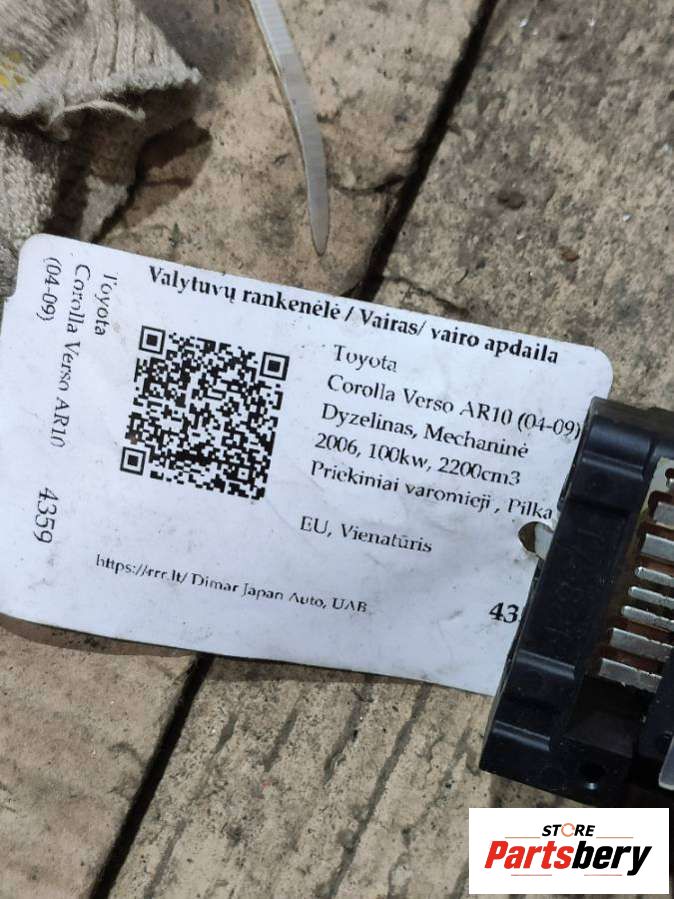 Valytuvų rankenėlė / Vairas/ vairo apdaila
Toyota
Corolla Verso AR10
(04-09)
4359
Toyota
Corolla Verso AR10 (04-09)
Dyzelinas, Mechaninė
2006, 100kw, 2200cm3
Priekiniai varomieji , Pilka
EU, Vienatūris
https://rrr.lt/ Dimar Japan Auto, UAB
43
STORE
Partsbery